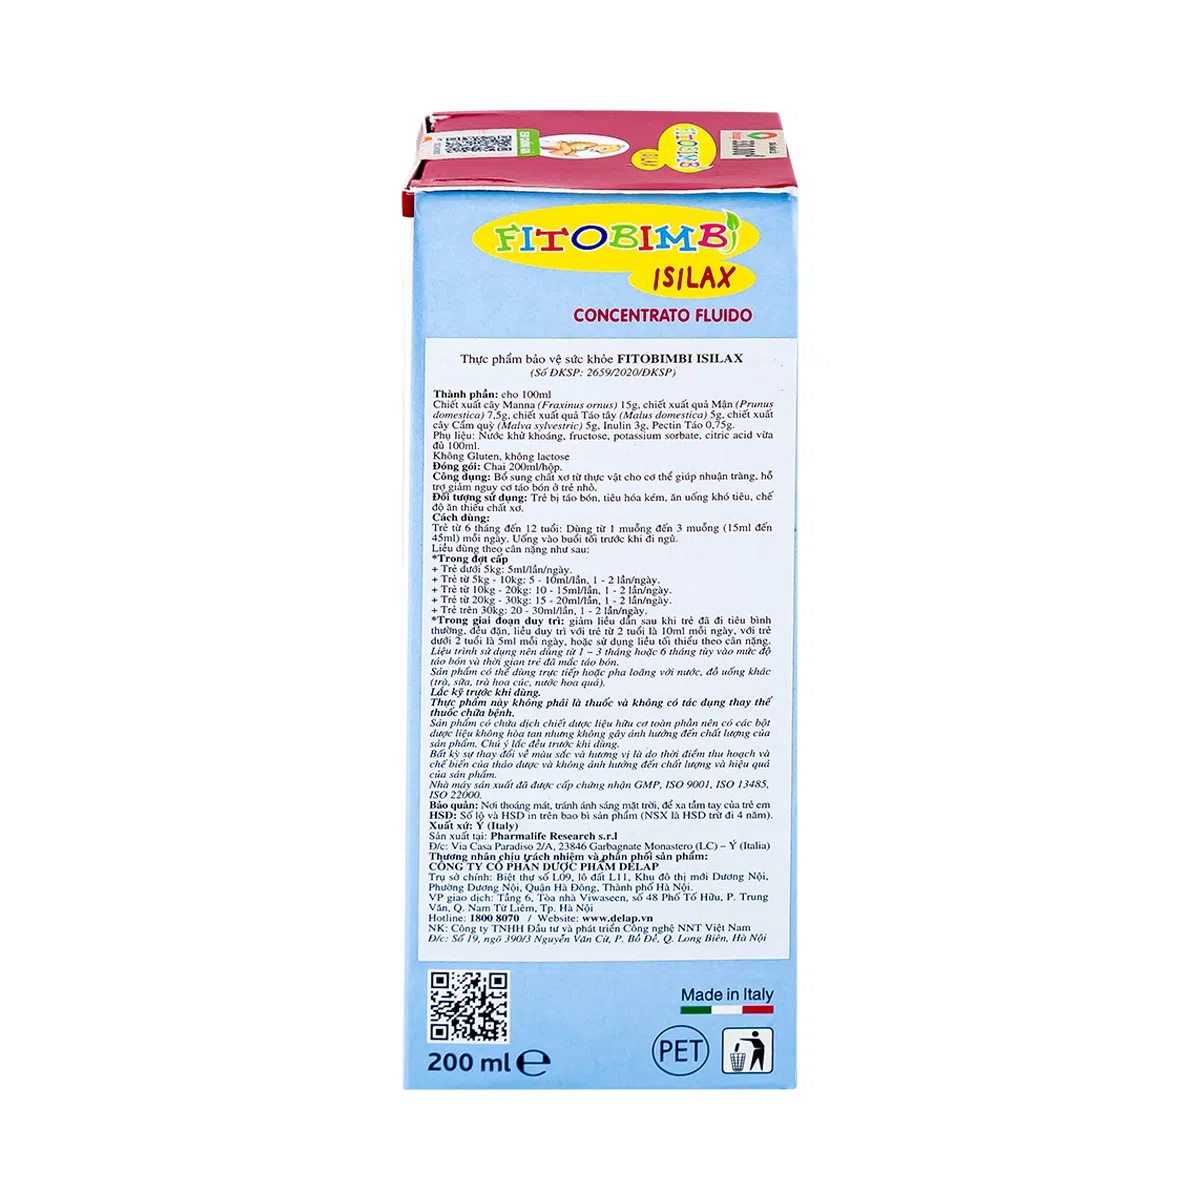 FITOBIMBI
ISILAX
FITOBIMBI
ISILAX
CONCENTRATO FLUIDO
Thực phẩm bảo vệ sức khỏe FITOBIMBI ISILAX
(Số ĐKSP: 2659/2020/ĐKSP)
Thành phần: cho 100ml
Chiết xuất cây Manna (Fraxinus ornus) 15g, chiết xuất quả Mận (Prunus
domestica) 7,5g, chiết xuất quả Táo tây (Malus domestica) 5g, chiết xuất
cây Cẩm quỳ (Malva sylvestric) 5g, Inulin 3g, Pectin Táo 0,75g.
Phụ liệu: Nước khử khoáng, fructose, potassium sorbate, citric acid vừa
đủ 100ml.
Không Gluten, không lactose
Đóng gói: Chai 200ml/hộp.
Công dụng: Bổ sung chất xơ từ thực vật cho cơ thể giúp nhuận tràng, hỗ
trợ giảm nguy cơ táo bón ở trẻ nhỏ.
Đối tượng sử dụng: Trẻ bị táo bón, tiêu hóa kém, ăn uống khó tiêu, chế
độ ăn thiếu chất xơ.
Cách dùng:
Trẻ từ 6 tháng đến 12 tuổi: Dùng từ 1 muỗng đến 3 muỗng (15ml đến
45ml) mỗi ngày. Uống vào buổi tối trước khi đi ngủ.
Liều dùng theo cân nặng như sau:
*Trong đợt cấp
+ Trẻ dưới 5kg: 5ml/lần/ngày.
+ Trẻ từ 5kg - 10kg: 5 - 10ml/lần, 1 - 2 lần/ngày.
+ Trẻ từ 10kg - 20kg: 10 - 15ml/lần, 1 - 2 lần/ngày.
+ Trẻ từ 20kg - 30kg: 15 - 20ml/lần, 1 - 2 lần/ngày.
+ Trẻ trên 30kg: 20 - 30ml/lần, 1 - 2 lần/ngày.
*Trong giai đoạn duy trì: giảm liều dần sau khi trẻ đã đi tiêu bình
thường, đều đặn, liều duy trì với trẻ từ 2 tuổi là 10ml mỗi ngày, với trẻ
dưới 2 tuổi là 5ml mỗi ngày, hoặc sử dụng liều tối thiểu theo cân nặng.
Liệu trình sử dụng nên dùng từ 1 – 3 tháng hoặc 6 tháng tùy vào mức độ
táo bón và thời gian trẻ đã mắc táo bón.
Sản phẩm có thể dùng trực tiếp hoặc pha loãng với nước, đồ uống khác
(trà, sữa, trà hoa cúc, nước hoa quả).
Lắc kỹ trước khi dùng.
Thực phẩm này không phải là thuốc và không có tác dụng thay thế
thuốc chữa bệnh.
Sản phẩm có chứa dịch chiết dược liệu hữu cơ toàn phần nên có các bột
dược liệu không hòa tan nhưng không gây ảnh hưởng đến chất lượng của
sản phẩm. Chú ý lắc đều trước khi dùng.
Bất kỳ sự thay đổi về màu sắc và hương vị là do thời điểm thu hoạch và
chế biến của thảo dược và không ảnh hưởng đến chất lượng và hiệu quả
của sản phẩm.
Nhà máy sản xuất đã được cấp chứng nhận GMP, ISO 9001, ISO 13485,
ISO 22000.
Bảo quản: Nơi thoáng mát, tránh ánh sáng mặt trời, để xa tầm tay của trẻ em
HSD: Số lô và HSD in trên bao bì sản phẩm (NSX là HSD trừ đi 4 năm).
Xuất xứ: Ý (Italy)
Sản xuất tại: Pharmalife Research s.r.l
Đ/c: Via Casa Paradiso 2/A, 23846 Garbagnate Monastero (LC) – Ý (Italia)
Thương nhân chịu trách nhiệm và phân phối sản phẩm:
CÔNG TY CỔ PHẦN DƯỢC PHẨM DELAP
Trụ sở chính: Biệt thự số L09, lô đất L11, Khu đô thị mới Dương Nội,
Phường Dương Nội, Quận Hà Đông, Thành phố Hà Nội.
VP giao dịch: Tầng 6, Tòa nhà Viwaseen, số 48 Phố Tố Hữu, P. Trung
Văn, Q. Nam Từ Liêm, Tp. Hà Nội
Hotline: 1800 8070 / Website: www.delap.vn
NK: Công ty TNHH Đầu tư và phát triển Công nghệ NNT Việt Nam
Đ/c: Số 19, ngõ 390/3 Nguyễn Văn Cừ, P. Bồ Đề, Q. Long Biên, Hà Nội
Made in Italy
PET
200 ml e